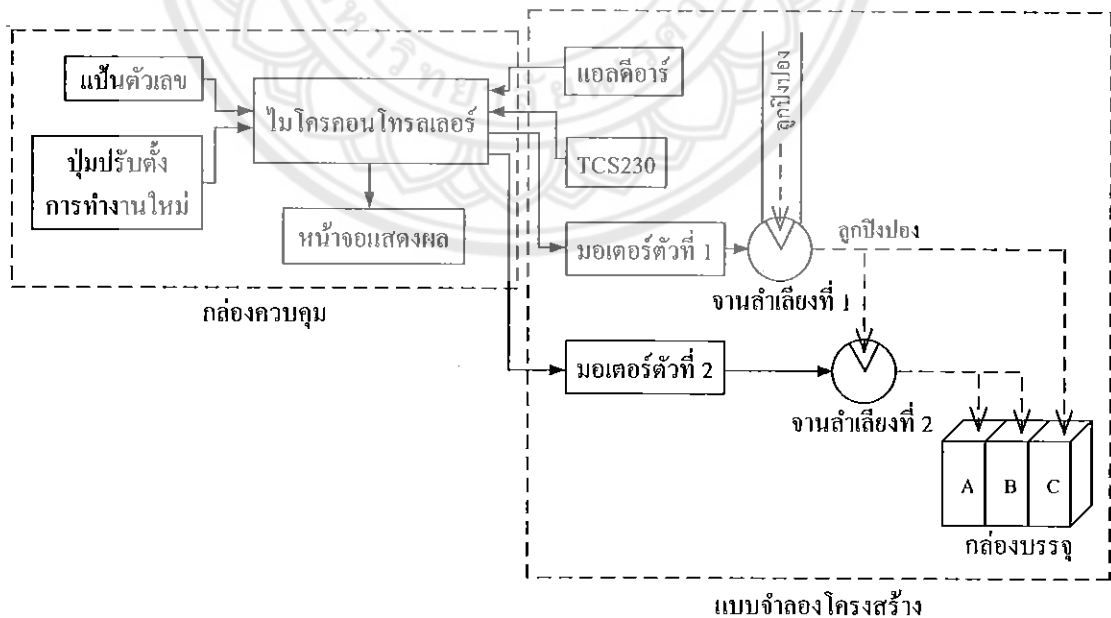 แป้นตัวเลข
ปุ่มปรับตั้ง
การทำงานใหม่
ไมโครคอนโทรลเลอร์
หน้าจอแสดงผล
กล่องควบคุม
แอลดีอาร์
TCS230
ลูกปิงปอง
มอเตอร์ตัวที่ 1
ลูกปิงปอง
จานลำเลียงที่ 1
มอเตอร์ตัวที่ 2
จานลำเลียงที่ 2
A B C
กล่องบรรจุ
แบบจำลองโครงสร้าง